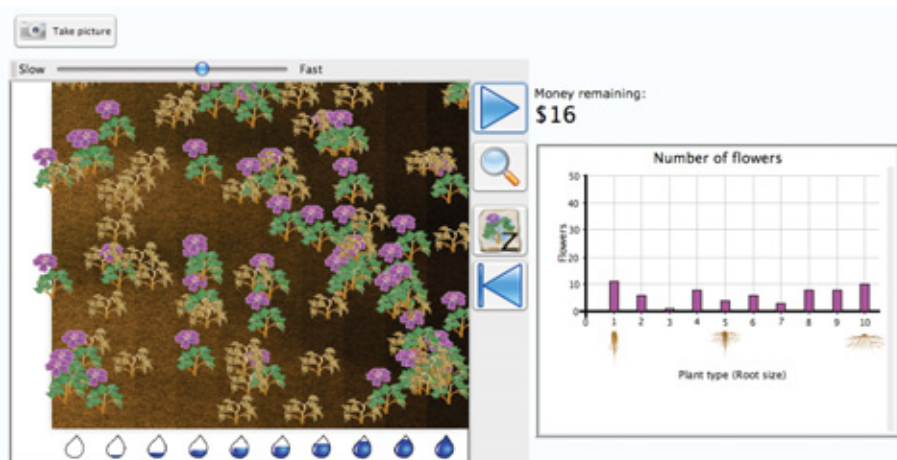 Take picture
Slow Fast
Money remaining:
$16
Z
Number of flowers
50
40
30
20
10
0
Flowers
0 1 2 3 4 5 6 7 8 9 10
Plant type (Root size)